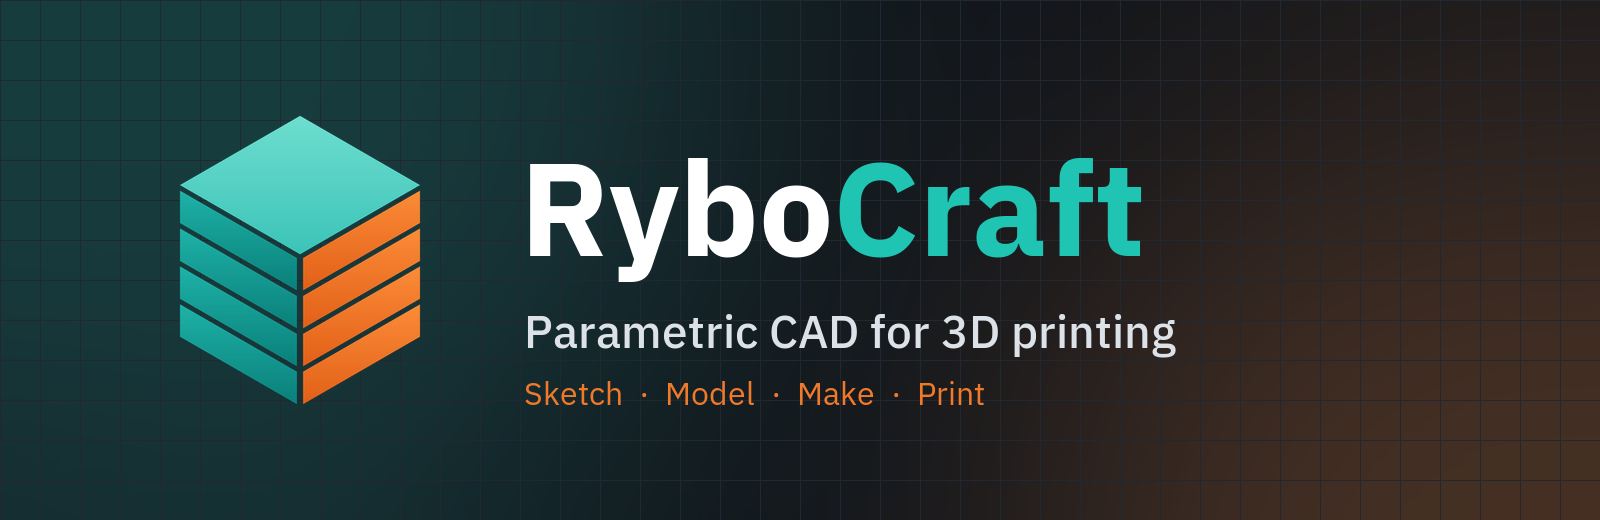 RyboCraft
Parametric CAD for 3D printing
Sketch · Model · Make · Print